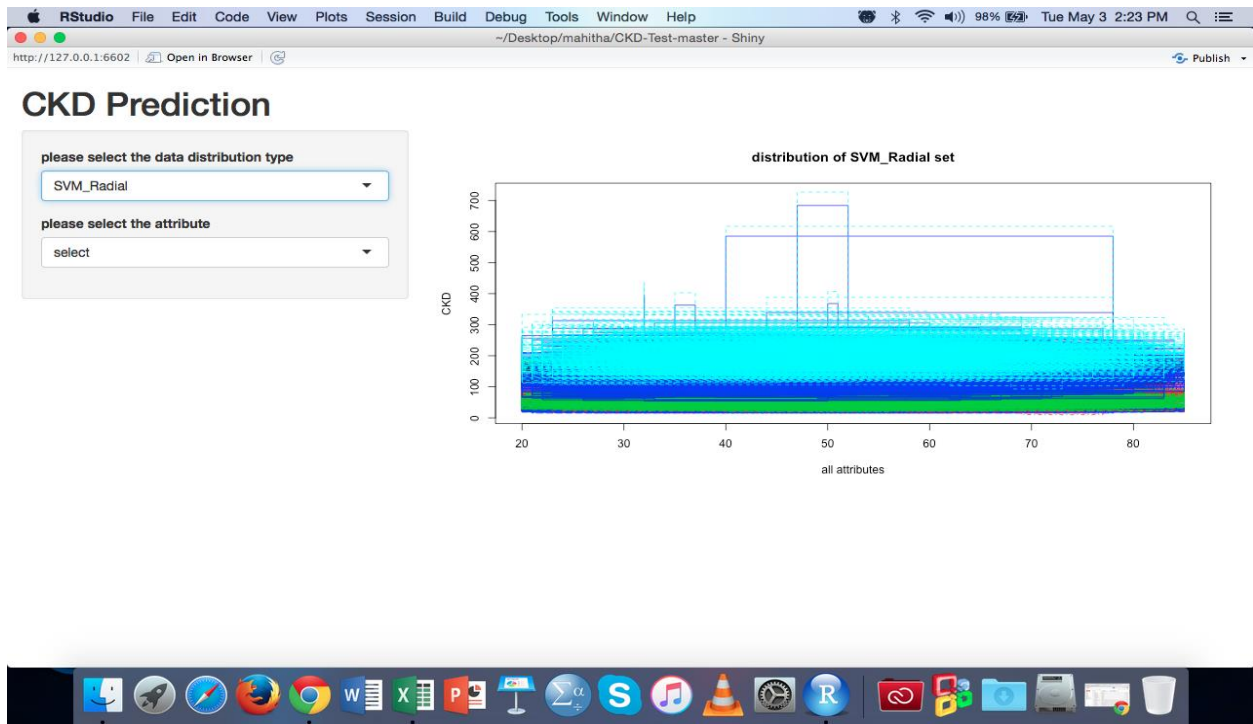 RStudio File Edit Code View Plots Session Build Debug Tools Window Help 98% Tue May 3 2:23 PM
~/Desktop/mahitha/CKD-Test-master - Shiny
http://127.0.0.1:6602 Open in Browser Publish
CKD Prediction
please select the data distribution type
SVM_Radial
please select the attribute
select
distribution of SVM_Radial set
CKD
700
600
500
400
300
200
100
0
20 30 40 50 60 70 80
all attributes
W X P Σα S R